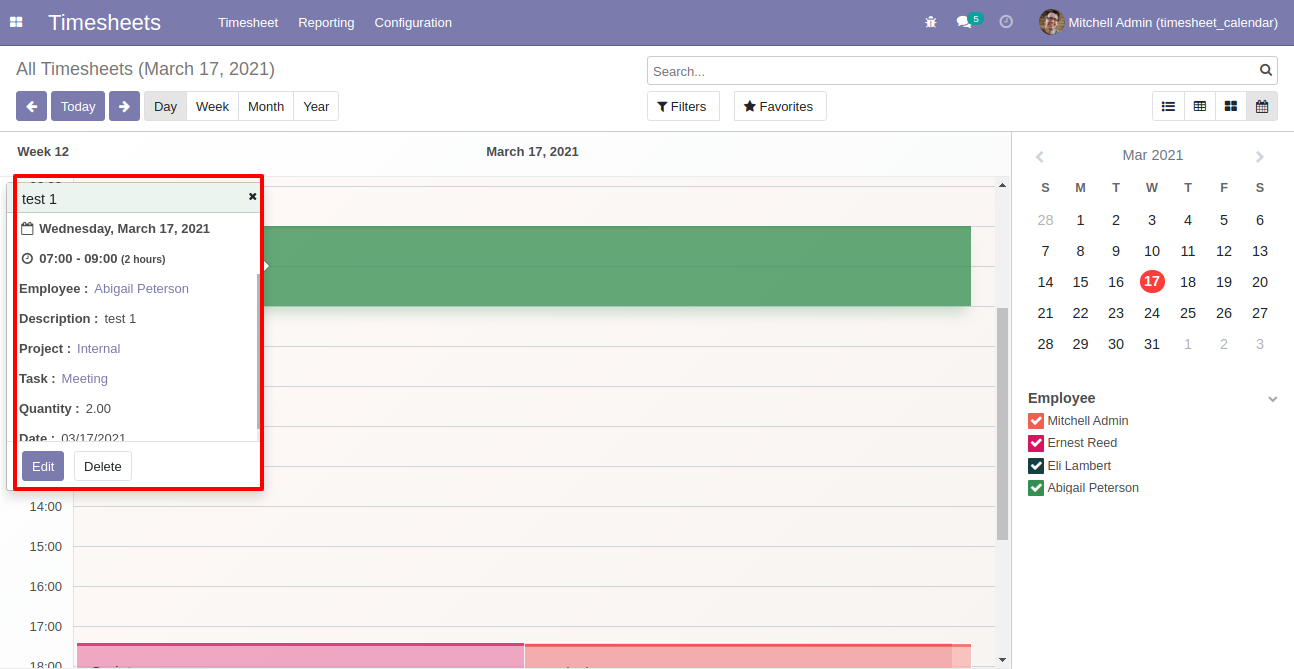 Timesheets Timesheet Reporting Configuration 5 Mitchell Admin (timesheet_calendar)
All Timesheets (March 17, 2021)
Search...
Today Day Week Month Year
Filters Favorites
Week 12 March 17, 2021
test 1
Wednesday, March 17, 2021
07:00 - 09:00 (2 hours)
Employee : Abigail Peterson
Description : test 1
Project : Internal
Task : Meeting
Quantity : 2.00
Date : 03/17/2021
Edit Delete
14:00
15:00
16:00
17:00
18:00
Mar 2021
S M T W T F S
28 1 2 3 4 5 6
7 8 9 10 11 12 13
14 15 16 17 18 19 20
21 22 23 24 25 26 27
28 29 30 31 1 2 3
Employee
Mitchell Admin
Ernest Reed
Eli Lambert
Abigail Peterson